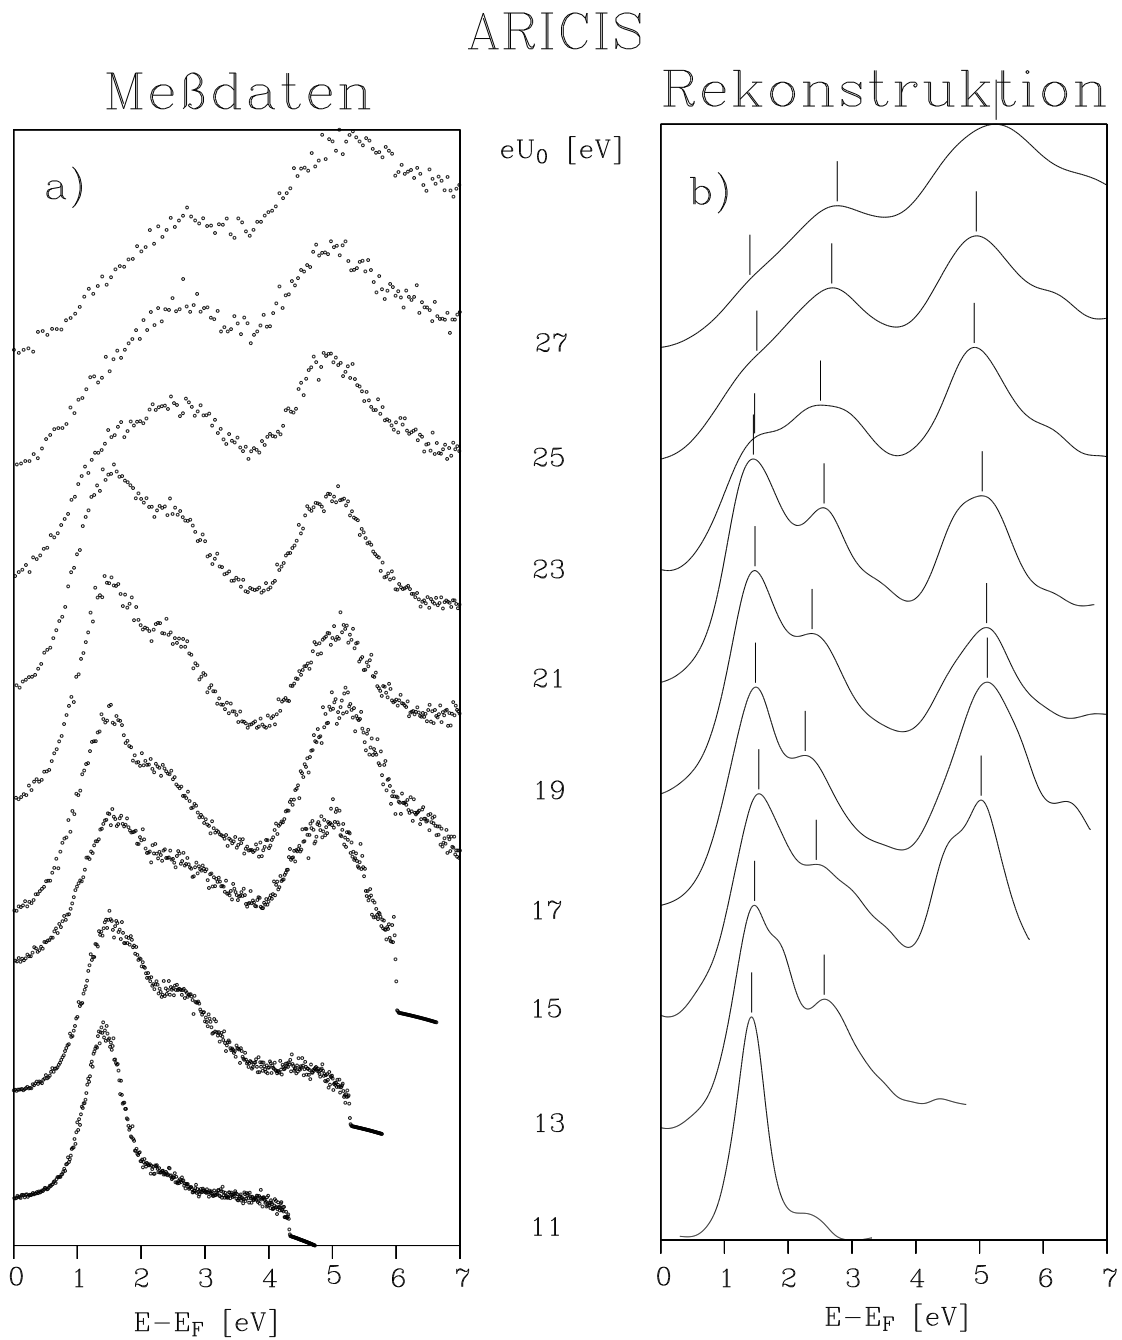 ARICIS
Meßdaten
Rekonstruktion
eU0 [eV]
a)
b)
27
25
23
21
19
17
15
13
11
0 1 2 3 4 5 6 7
E-EF [eV]
0 1 2 3 4 5 6 7
E-EF [eV]